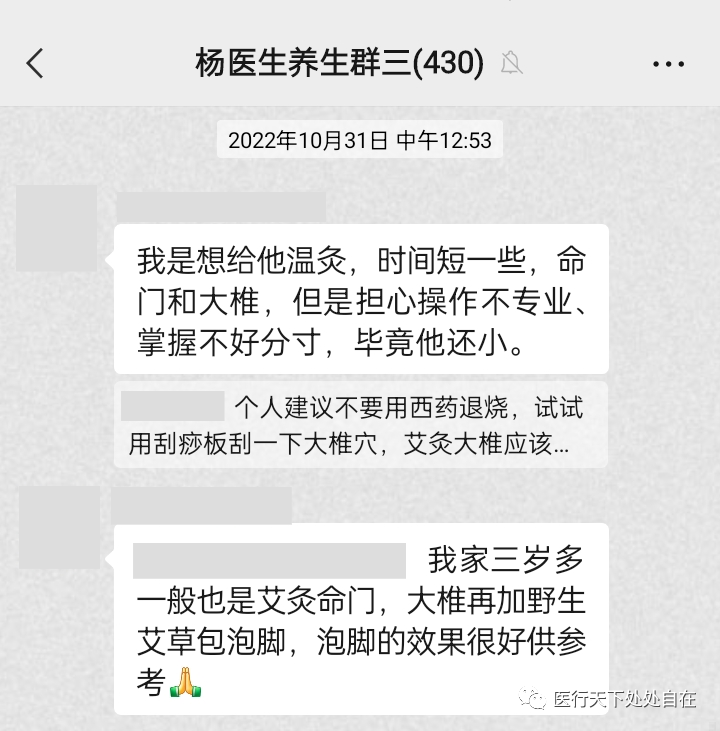 杨医生养生群三(430)
2022年10月31日 中午12:53
我是想给他温灸，时间短一些，命
门和大椎，但是担心操作不专业、
掌握不好分寸，毕竟他还小。
个人建议不要用西药退烧，试试
用刮痧板刮一下大椎穴，艾灸大椎应该...
我家三岁多
一般也是艾灸命门，大椎再加野生
艾草包泡脚，泡脚的效果很好供参
考🙏
医行天下处处自在